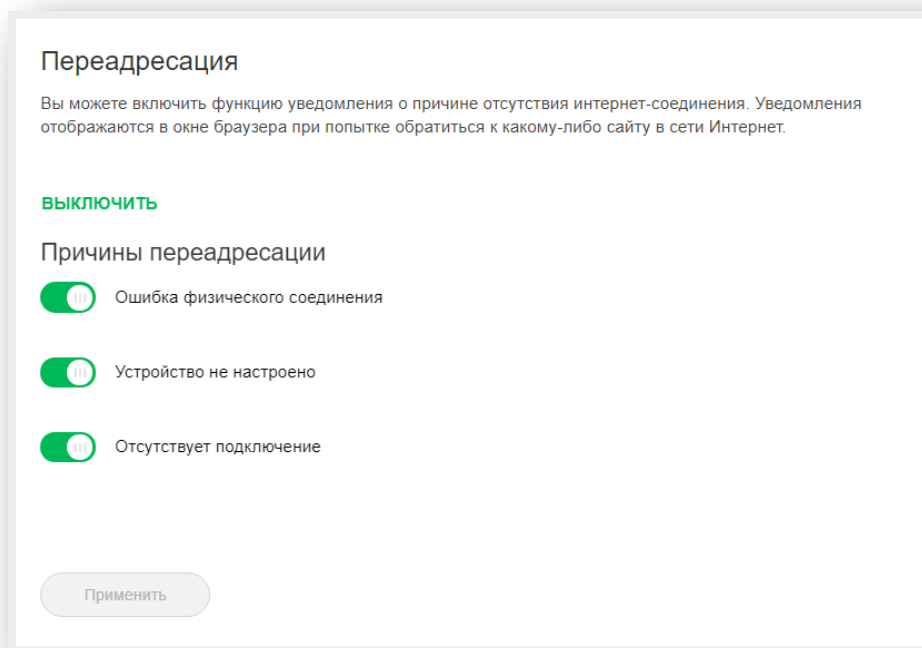 Переадресация
Вы можете включить функцию уведомления о причине отсутствия интернет-соединения. Уведомления
отображаются в окне браузера при попытке обратиться к какому-либо сайту в сети Интернет.
ВЫКЛЮЧИТЬ
Причины переадресации
Ошибка физического соединения
Устройство не настроено
Отсутствует подключение
Применить